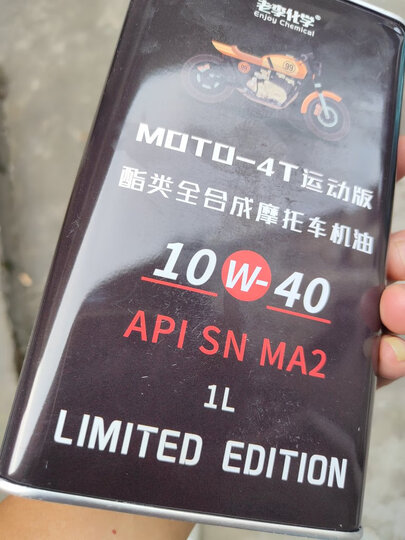 老李化学®
Enjoy Chemical
99
MOTO-4T运动版
酯类全合成摩托车机油
10W-40
API SN MA2
1L
LIMITED EDITION